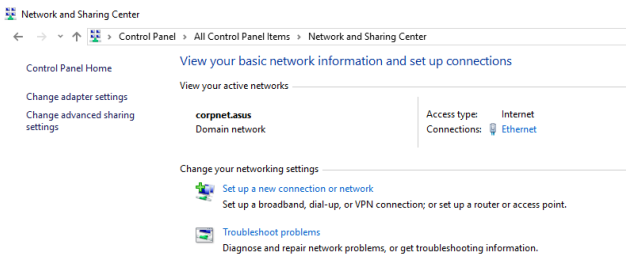 Network and Sharing Center
Control Panel > All Control Panel Items > Network and Sharing Center
Control Panel Home
Change adapter settings
Change advanced sharing
settings
View your basic network information and set up connections
View your active networks
corpnet.asus
Domain network
Access type: Internet
Connections: Ethernet
Change your networking settings
Set up a new connection or network
Set up a broadband, dial-up, or VPN connection; or set up a router or access point.
Troubleshoot problems
Diagnose and repair network problems, or get troubleshooting information.